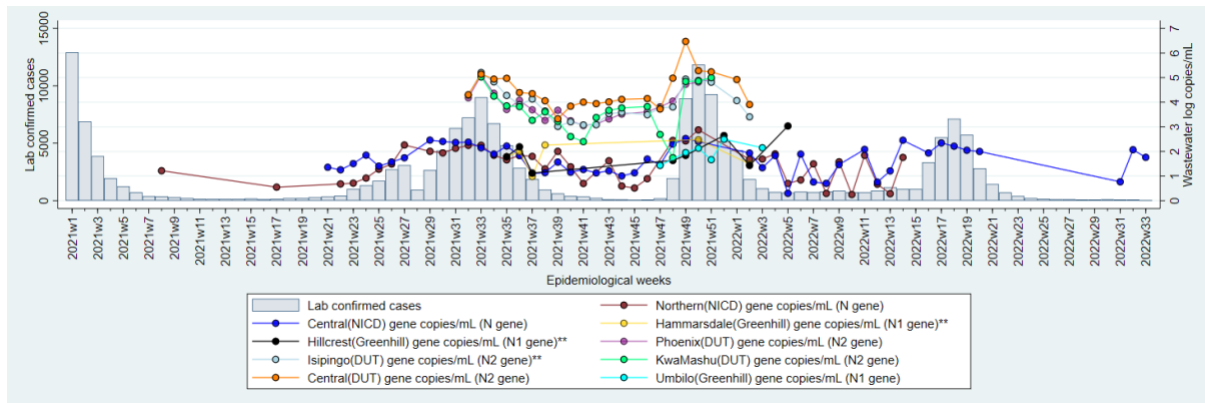 15000
10000
5000
0
Lab confirmed cases
7
6
5
4
3
2
1
0
Wastewater log copies/mL
2021w1
2021w3
2021w5
2021w7
2021w9
2021w11
2021w13
2021w15
2021w17
2021w19
2021w21
2021w23
2021w25
2021w27
2021w29
2021w31
2021w33
2021w35
2021w37
2021w39
2021w41
2021w43
2021w45
2021w47
2021w49
2021w51
2022w1
2022w3
2022w5
2022w7
2022w9
2022w11
2022w13
2022w15
2022w17
2022w19
2022w21
2022w23
2022w25
2022w27
2022w29
2022w31
2022w33
Epidemiological weeks
Lab confirmed cases
Northern(NICD) gene copies/mL (N gene)
Central(NICD) gene copies/mL (N gene)
Hammarsdale(Greenhill) gene copies/mL (N1 gene)**
Hillcrest(Greenhill) gene copies/mL (N1 gene)**
Phoenix(DUT) gene copies/mL (N2 gene)
Isipingo(DUT) gene copies/mL (N2 gene)**
KwaMashu(DUT) gene copies/mL (N2 gene)
Central(DUT) gene copies/mL (N2 gene)
Umbilo(Greenhill) gene copies/mL (N1 gene)